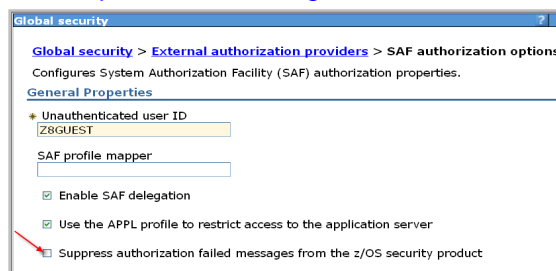 Global security ?
Global security > External authorization providers > SAF authorization options
Configures System Authorization Facility (SAF) authorization properties.
General Properties
* Unauthenticated user ID
Z8GUEST
SAF profile mapper
Enable SAF delegation
Use the APPL profile to restrict access to the application server
Suppress authorization failed messages from the z/OS security product